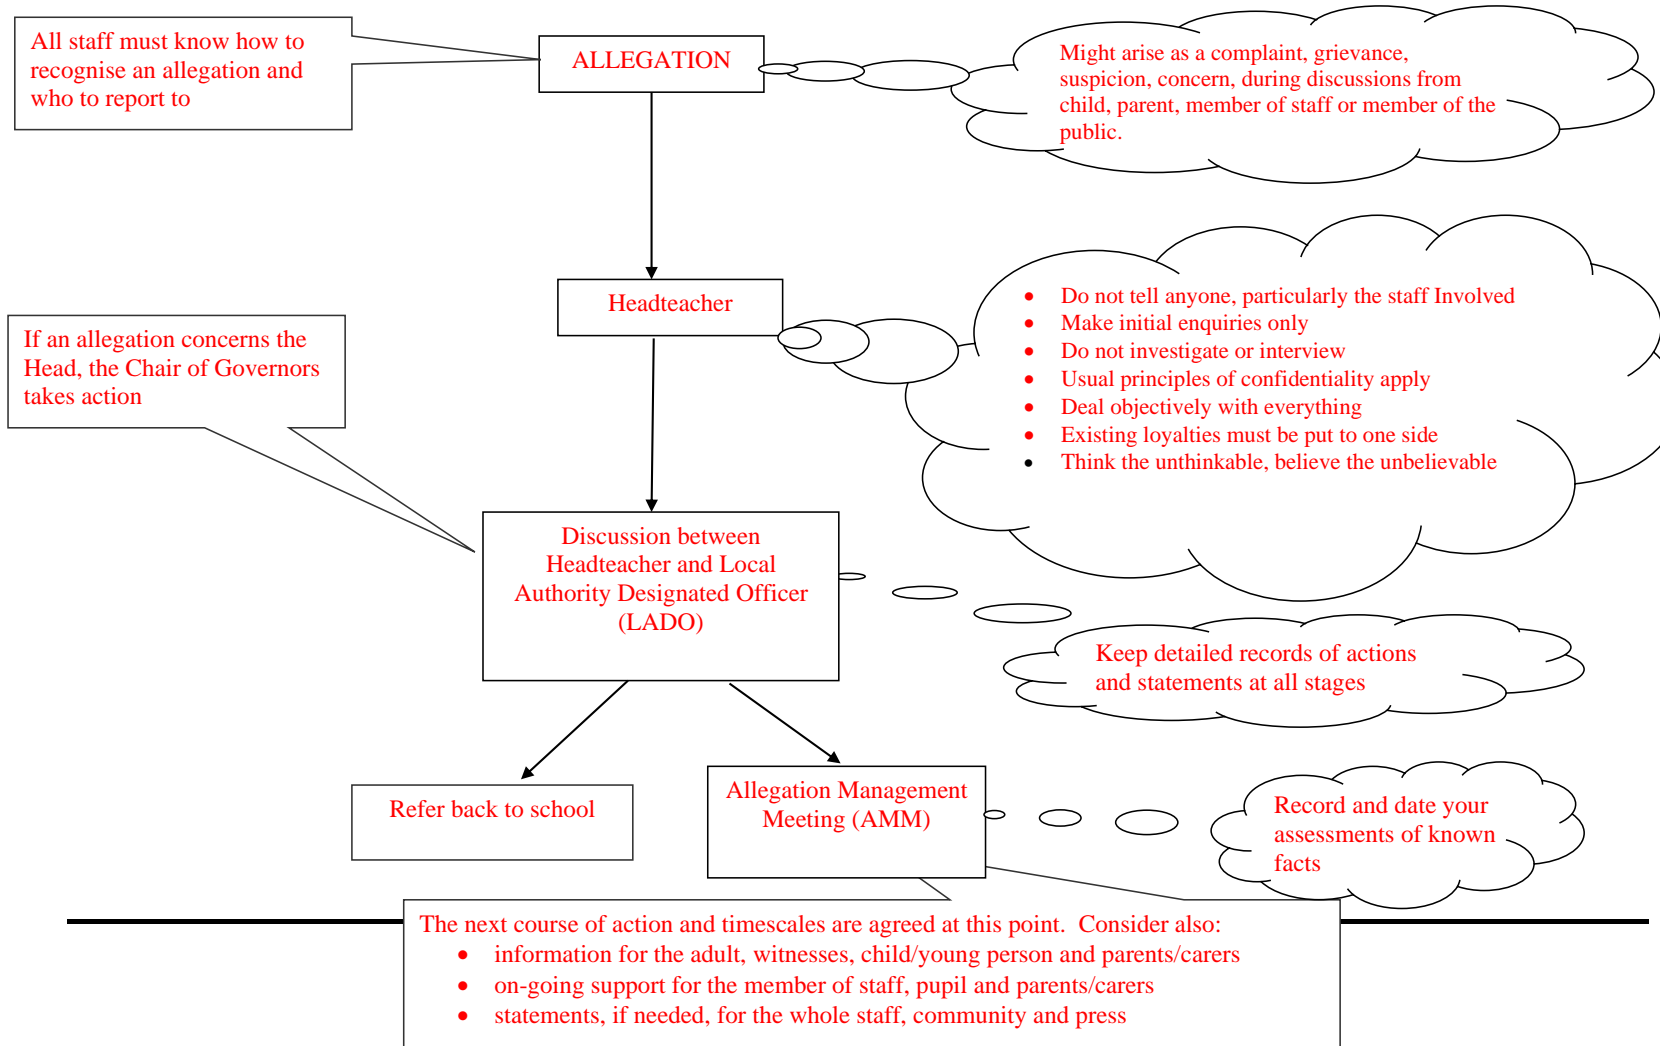 All staff must know how to
recognise an allegation and
who to report to
ALLEGATION
Might arise as a complaint, grievance,
suspicion, concern, during discussions from
child, parent, member of staff or member of the
public.
Headteacher
• Do not tell anyone, particularly the staff Involved
• Make initial enquiries only
• Do not investigate or interview
• Usual principles of confidentiality apply
• Deal objectively with everything
• Existing loyalties must be put to one side
• Think the unthinkable, believe the unbelievable
If an allegation concerns the
Head, the Chair of Governors
takes action
Discussion between
Headteacher and Local
Authority Designated Officer
(LADO)
Keep detailed records of actions
and statements at all stages
Refer back to school
Allegation Management
Meeting (AMM)
Record and date your
assessments of known
facts
The next course of action and timescales are agreed at this point.  Consider also:
• information for the adult, witnesses, child/young person and parents/carers
• on-going support for the member of staff, pupil and parents/carers
• statements, if needed, for the whole staff, community and press